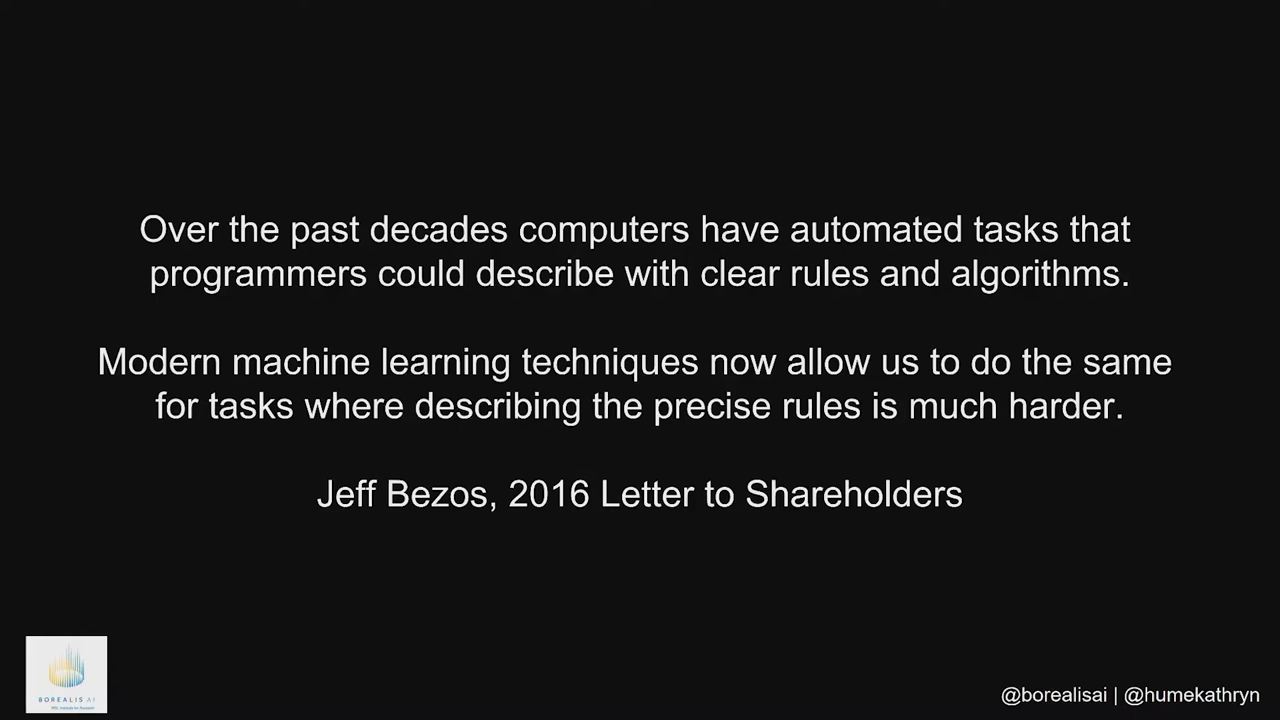 Over the past decades computers have automated tasks that
programmers could describe with clear rules and algorithms.
Modern machine learning techniques now allow us to do the same
for tasks where describing the precise rules is much harder.
Jeff Bezos, 2016 Letter to Shareholders
BOREALIS AI
@borealisai | @humekathryn